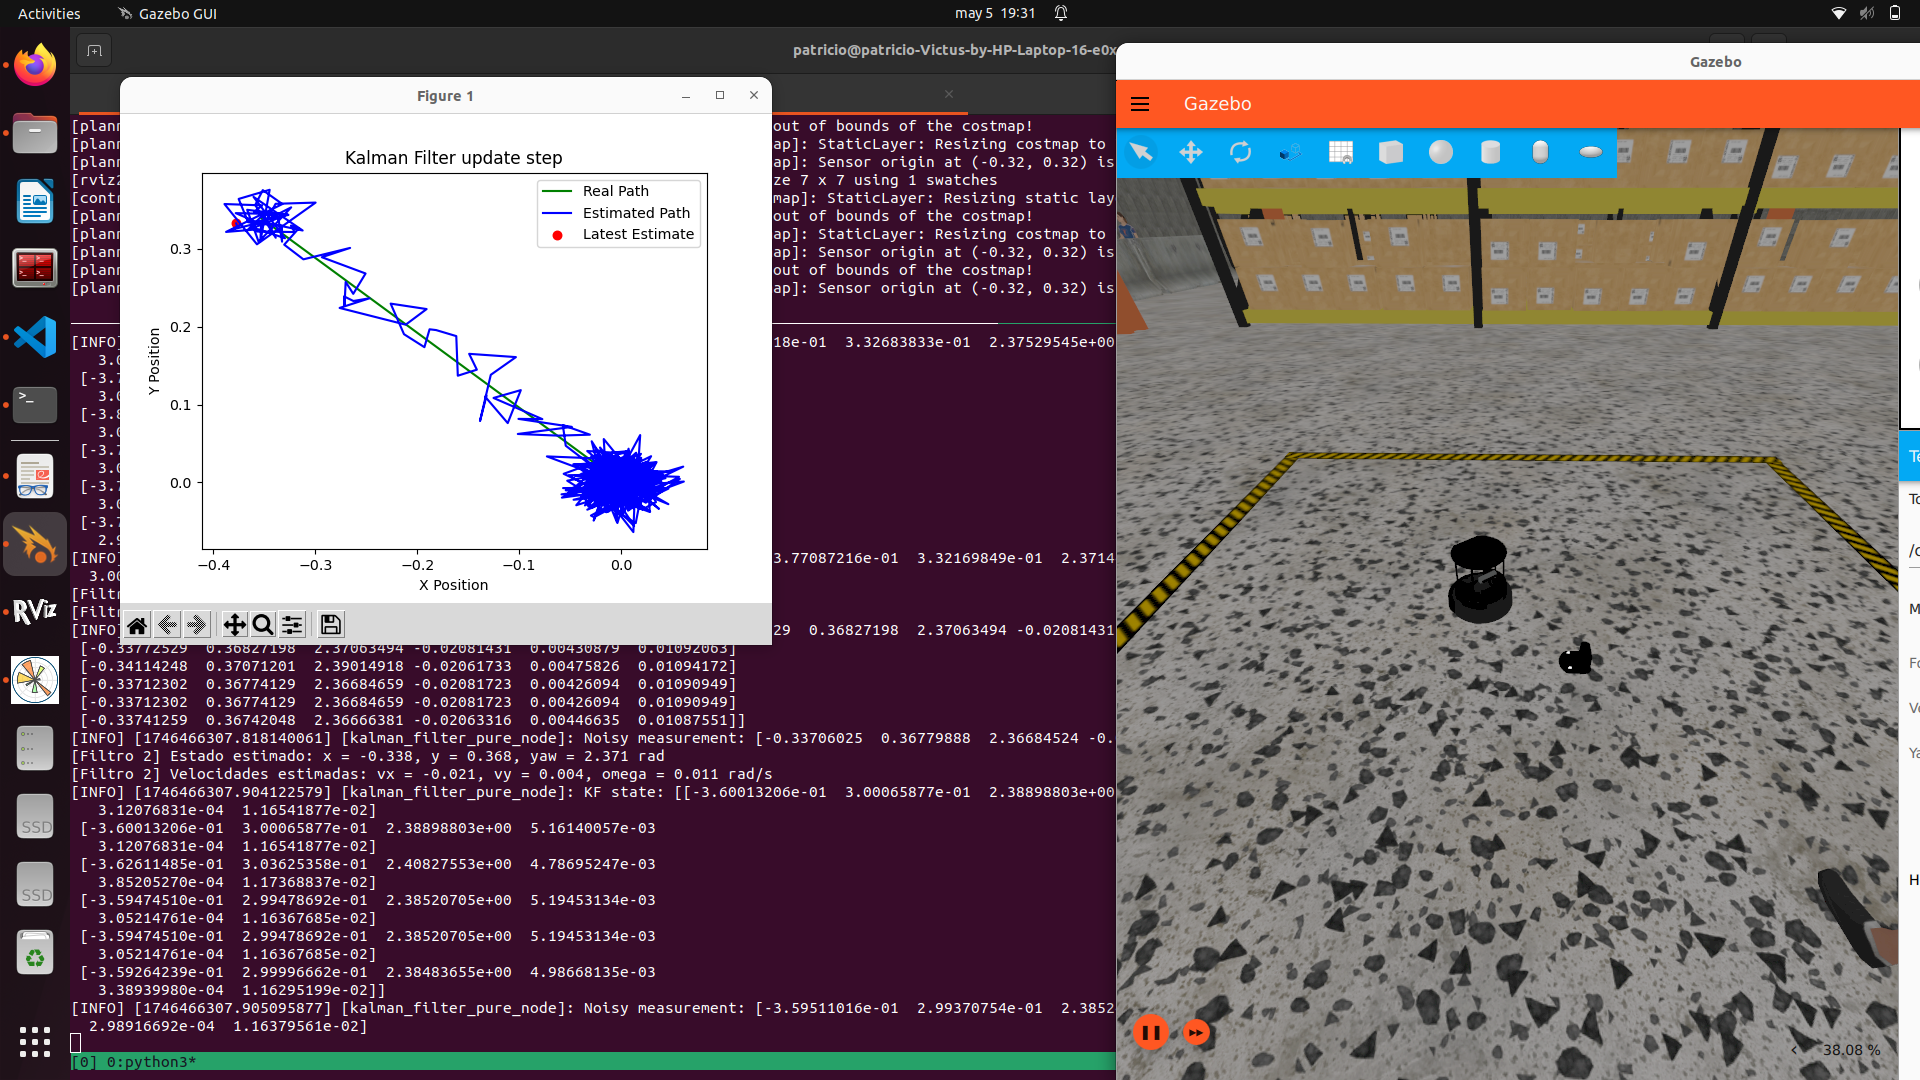 Activities
Gazebo GUI
may 5 19:31
patricio@patricio-Victus-by-HP-Laptop-16-e0x
Figure 1
Kalman Filter update step
Real Path
Estimated Path
Latest Estimate
Y Position
0.3
0.2
0.1
0.0
−0.4 −0.3 −0.2 −0.1 0.0
X Position
[plann out of bounds of the costmap!
[plann ap]: StaticLayer: Resizing costmap to
[plann ap]: Sensor origin at (-0.32, 0.32) is
[rviz2 ze 7 x 7 using 1 swatches
[contr map]: StaticLayer: Resizing static lay
[plann out of bounds of the costmap!
[plann ap]: StaticLayer: Resizing costmap to
[plann ap]: Sensor origin at (-0.32, 0.32) is
[plann out of bounds of the costmap!
[plann ap]: Sensor origin at (-0.32, 0.32) is
[INFO] 18e-01 3.32683833e-01 2.37529545e+00
3.0
[-3.7
3.0
[-3.8
3.0
[-3.7
3.0
[-3.7
3.0
[-3.7
2.9
[INFO] 3.77087216e-01 3.32169849e-01 2.3714
3.00
[Filt
[Filt
[INFO] 29 0.36827198 2.37063494 -0.02081431
[-0.33772529 0.36827198 2.37063494 -0.02081431 0.00430879 0.01092063]
[-0.34114248 0.37071201 2.39014918 -0.02061733 0.00475826 0.01094172]
[-0.33712302 0.36774129 2.36684659 -0.02081723 0.00426094 0.01090949]
[-0.33712302 0.36774129 2.36684659 -0.02081723 0.00426094 0.01090949]
[-0.33741259 0.36742048 2.36666381 -0.02063316 0.00446635 0.01087551]]
[INFO] [1746466307.818140061] [kalman_filter_pure_node]: Noisy measurement: [-0.33706025 0.36779888 2.36684524 -0.
[Filtro 2] Estado estimado: x = -0.338, y = 0.368, yaw = 2.371 rad
[Filtro 2] Velocidades estimadas: vx = -0.021, vy = 0.004, omega = 0.011 rad/s
[INFO] [1746466307.904122579] [kalman_filter_pure_node]: KF state: [[-3.60013206e-01 3.00065877e-01 2.38898803e+00
3.12076831e-04 1.16541877e-02]
[-3.60013206e-01 3.00065877e-01 2.38898803e+00 5.16140057e-03
3.12076831e-04 1.16541877e-02]
[-3.62611485e-01 3.03625358e-01 2.40827553e+00 4.78695247e-03
3.85205270e-04 1.17368837e-02]
[-3.59474510e-01 2.99478692e-01 2.38520705e+00 5.19453134e-03
3.05214761e-04 1.16367685e-02]
[-3.59474510e-01 2.99478692e-01 2.38520705e+00 5.19453134e-03
3.05214761e-04 1.16367685e-02]
[-3.59264239e-01 2.99996662e-01 2.38483655e+00 4.98668135e-03
3.38939980e-04 1.16295199e-02]]
[INFO] [1746466307.905095877] [kalman_filter_pure_node]: Noisy measurement: [-3.59511016e-01 2.99370754e-01 2.3852
2.98916692e-04 1.16379561e-02]
[0] 0:python3*
Gazebo
Gazebo
Te
To
/c
M
Fo
Ve
Ya
H
38.08 %
RViz
SSD
SSD